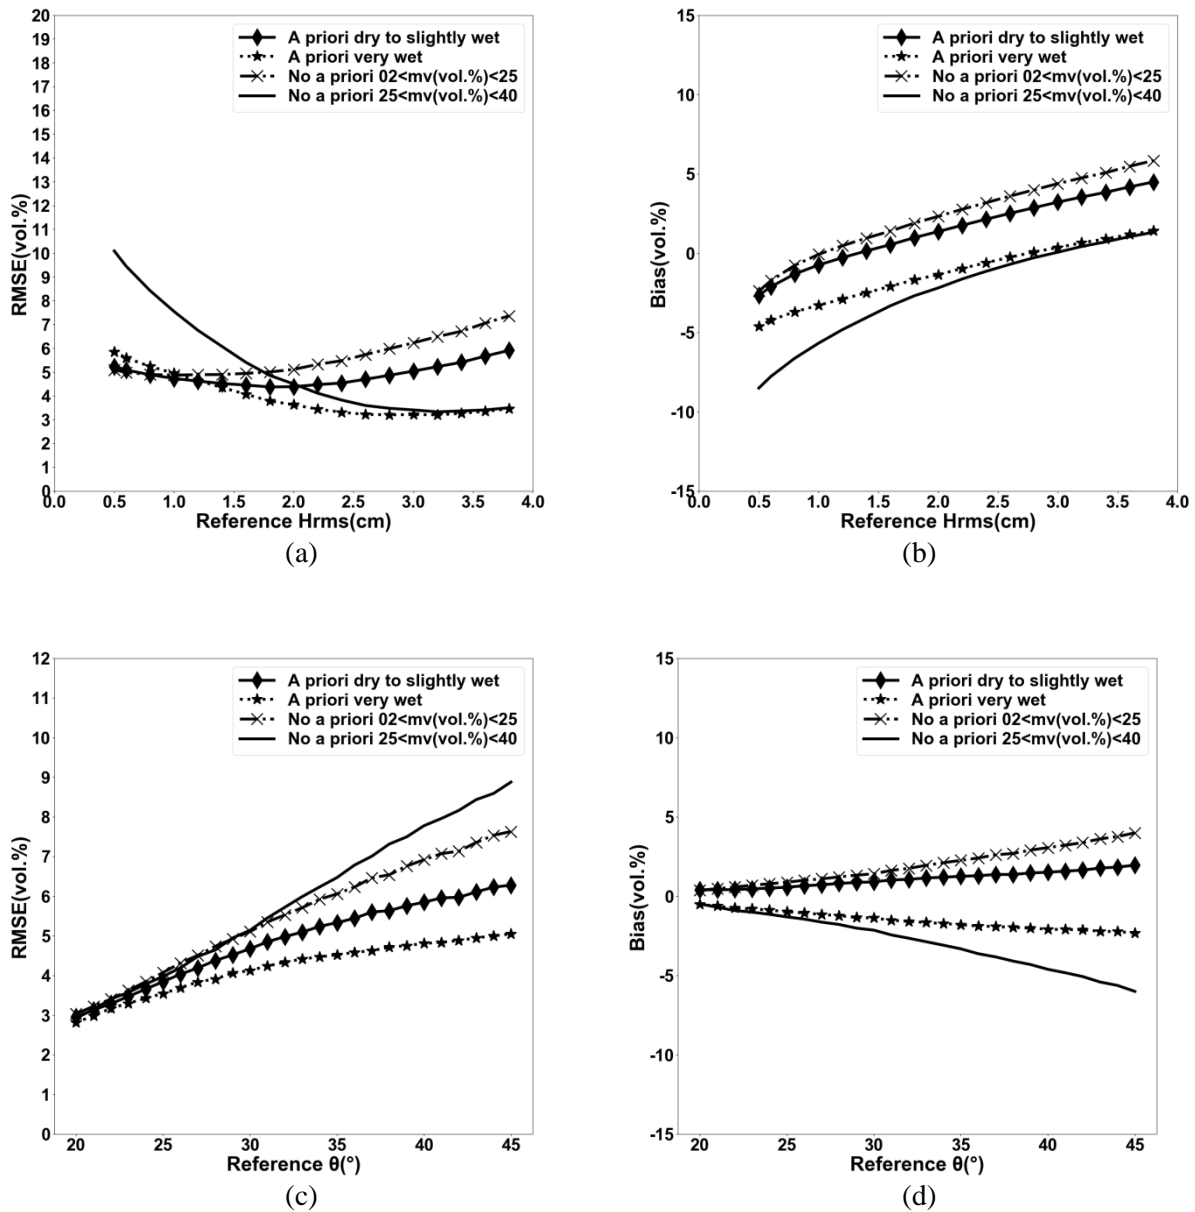 20
19
18
17
16
15
14
13
12
11
10
9
8
7
6
5
4
3
2
1
0
RMSE(vol.%)
A priori dry to slightly wet
A priori very wet
No a priori 02<mv(vol.%)<25
No a priori 25<mv(vol.%)<40
0.0 0.5 1.0 1.5 2.0 2.5 3.0 3.5 4.0
Reference Hrms(cm)
(a)
15
10
5
0
-5
-10
-15
Bias(vol.%)
A priori dry to slightly wet
A priori very wet
No a priori 02<mv(vol.%)<25
No a priori 25<mv(vol.%)<40
0.0 0.5 1.0 1.5 2.0 2.5 3.0 3.5 4.0
Reference Hrms(cm)
(b)
12
11
10
9
8
7
6
5
4
3
2
1
0
RMSE(vol.%)
A priori dry to slightly wet
A priori very wet
No a priori 02<mv(vol.%)<25
No a priori 25<mv(vol.%)<40
20 25 30 35 40 45
Reference θ(°)
(c)
15
10
5
0
-5
-10
-15
Bias(vol.%)
A priori dry to slightly wet
A priori very wet
No a priori 02<mv(vol.%)<25
No a priori 25<mv(vol.%)<40
20 25 30 35 40 45
Reference θ(°)
(d)